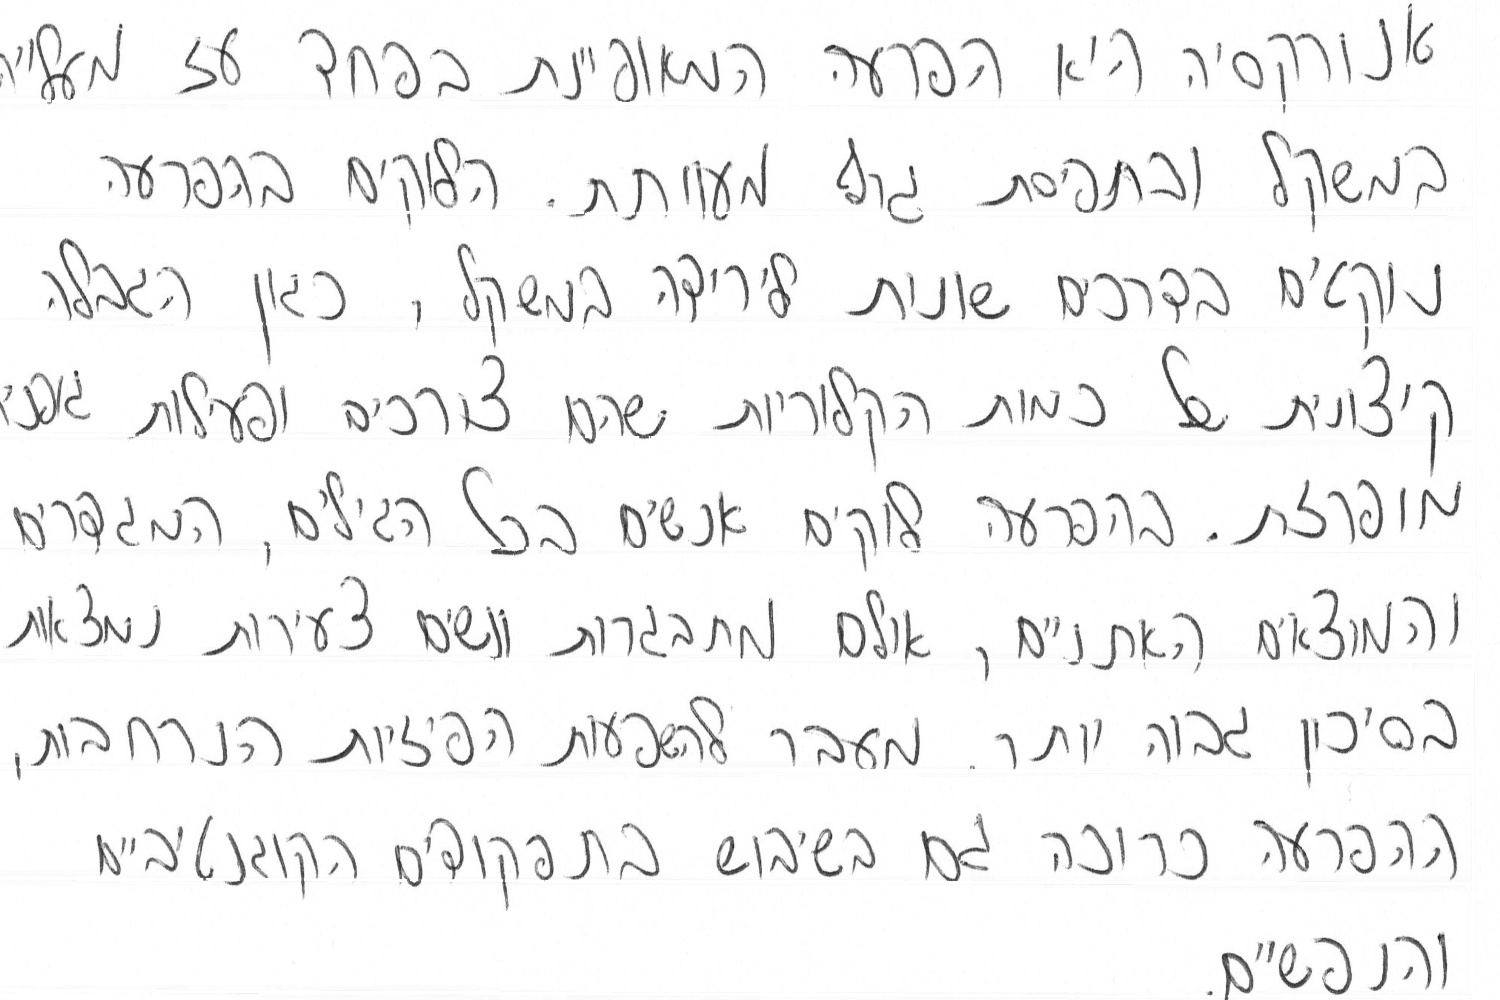 אנורקסיה היא הפרעה המאופיינת בפחד עז מעלייה
במשקל ובתפיסת גוף מעוותת. הלוקים בהפרעה
נוקטים בדרכים שונות לירידה במשקל, כגון הגבלה
קיצונית של כמות הקלוריות שהם צורכים ופעילות גופני
מופרזת. בהפרעה לוקים אנשים בכל הגילים, המגדרים
והמוצאים האתניים, אולם מתבגרות ונשים צעירות נמצאות
בסיכון גבוה יותר. מעבר להשפעות הפיזיות הנרחבות,
ההפרעה כרוכה גם בשיבוש בתפקודים הקוגנטיביים
והנפשיים.